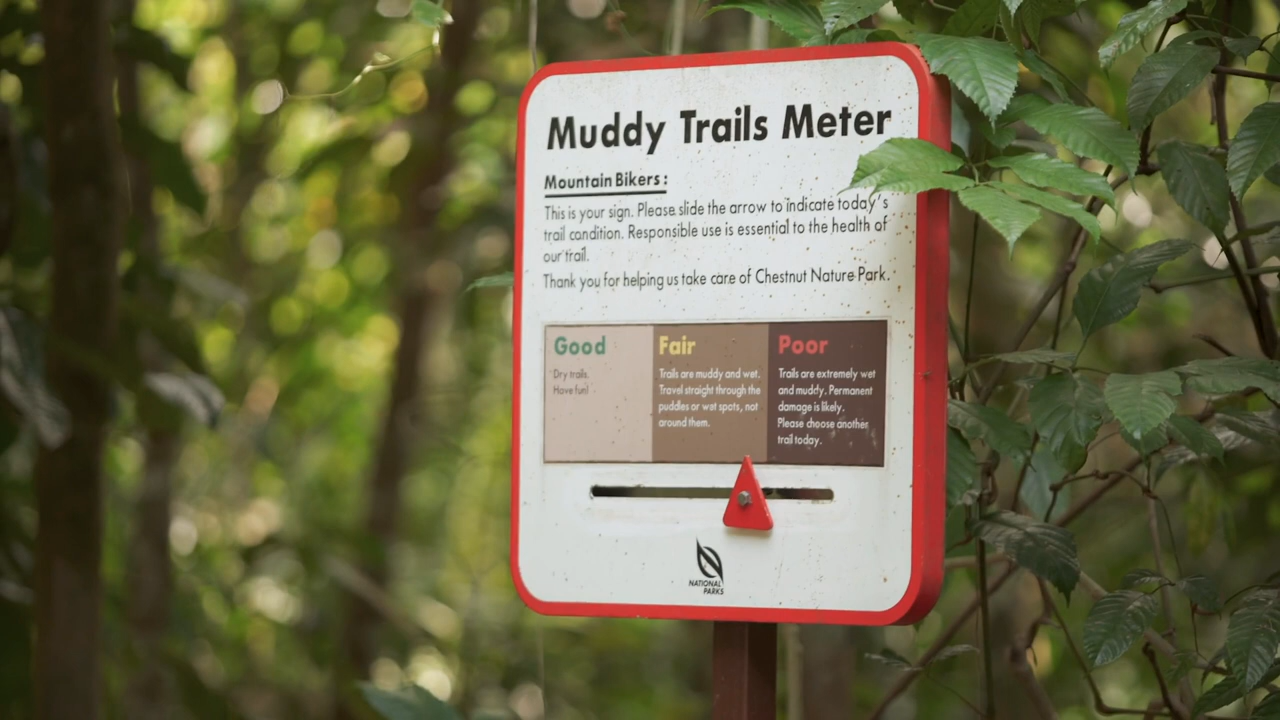 Muddy Trails Meter
Mountain Bikers :
This is your sign. Please slide the arrow to indicate today's
trail condition. Responsible use is essential to the health of
our trail.
Thank you for helping us take care of Chestnut Nature Park.
Good
Dry trails.
Have fun!
Fair
Trails are muddy and wet.
Travel straight through the
puddles or wet spots, not
around them.
Poor
Trails are extremely wet
and muddy. Permanent
damage is likely.
Please choose another
trail today.
NATIONAL
PARKS